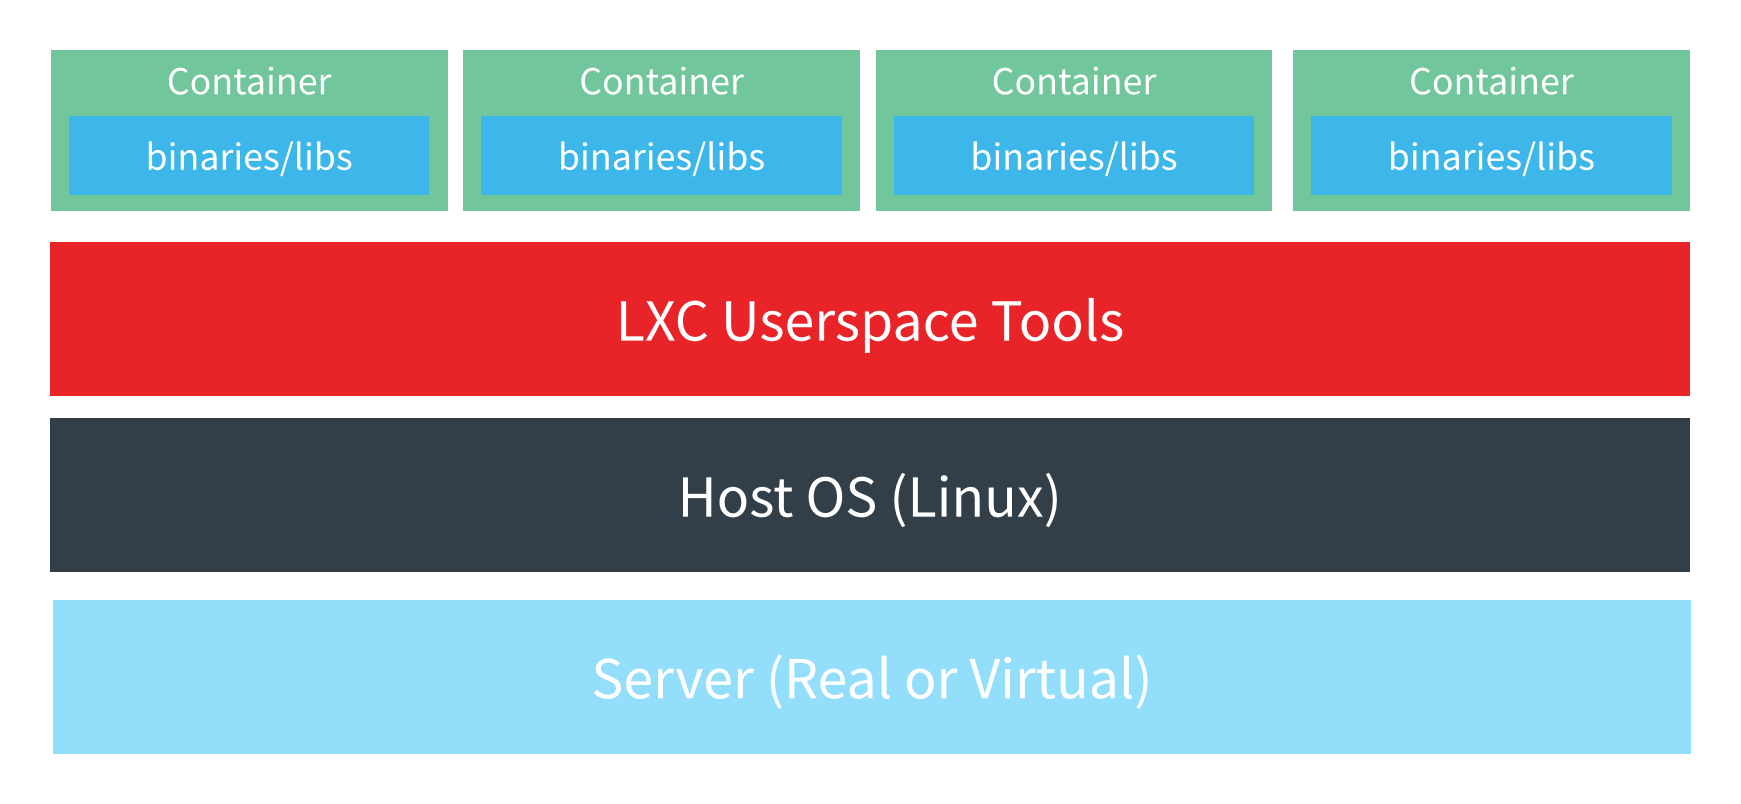 Container
Container
Container
Container
binaries/libs
binaries/libs
binaries/libs
binaries/libs
LXC Userspace Tools
Host OS (Linux)
Server (Real or Virtual)